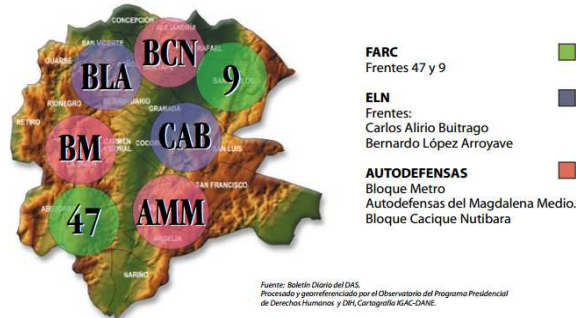 CONCEPCIÓN
ALEJANDRÍA
SAN VICENTE
BCN
RAFAEL
GUARNE
BLA
9
RIONEGRO
GRANADA
RETIRO
CAB
BM
SAN LUIS
SAN FRANCISCO
47
AMM
ARGELIA
NARIÑO
FARC
Frentes 47 y 9
ELN
Frentes:
Carlos Alirio Buitrago
Bernardo López Arroyave
AUTODEFENSAS
Bloque Metro
Autodefensas del Magdalena Medio.
Bloque Cacique Nutibara
Fuente: Boletín Diario del DAS.
Procesado y georreferenciado por el Observatorio del Programa Presidencial
de Derechos Humanos y DIH, Cartografía IGAC-DANE.